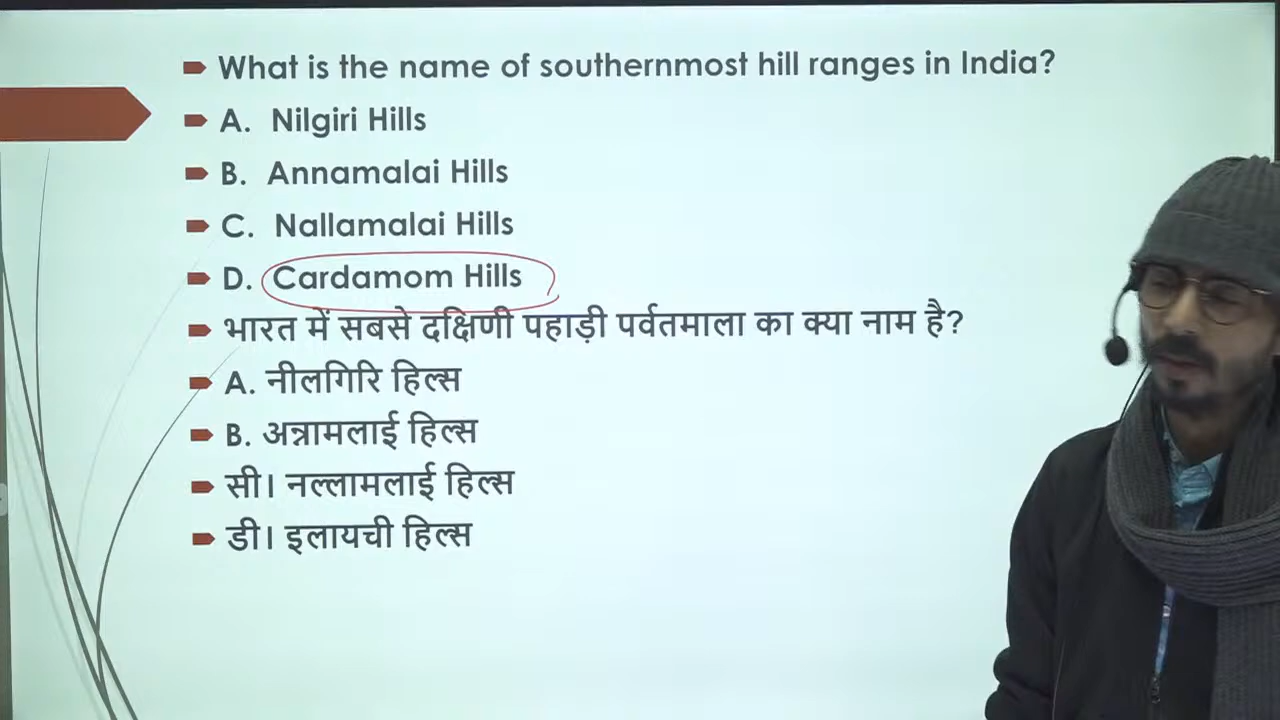 What is the name of southernmost hill ranges in India?
A. Nilgiri Hills
B. Annamalai Hills
C. Nallamalai Hills
D. Cardamom Hills
भारत में सबसे दक्षिणी पहाड़ी पर्वतमाला का क्या नाम है?
A. नीलगिरि हिल्स
B. अन्नामलाई हिल्स
सी। नल्लामलाई हिल्स
डी। इलायची हिल्स